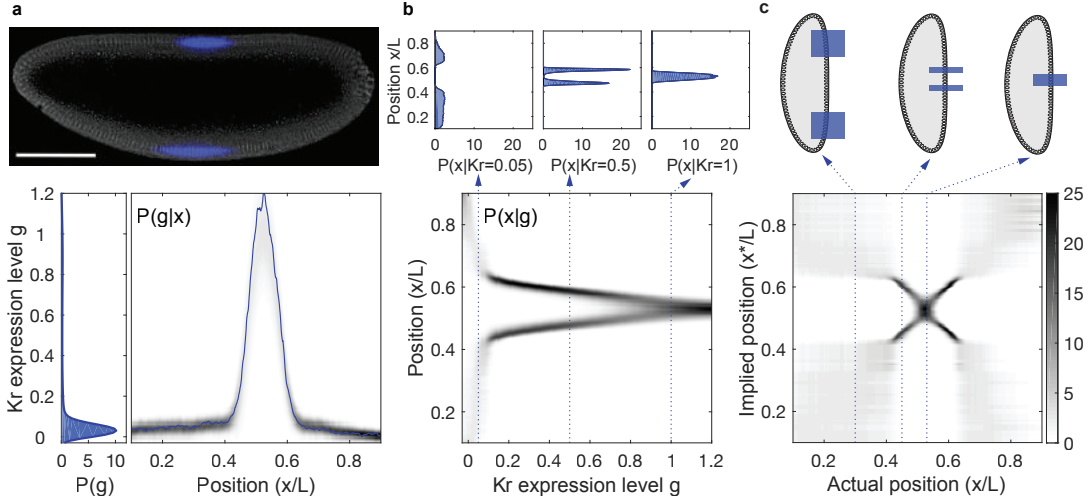 a
b
c
0.8
0.6
0.4
0.2
Position x/L
0 10 20
0 10 20
0 10 20
P(x|Kr=0.05)
P(x|Kr=0.5)
P(x|Kr=1)
1.2
1
0.8
0.6
0.4
0.2
0
Kr expression level g
0 5 10
P(g)
P(g|x)
0.2 0.4 0.6 0.8
Position (x/L)
P(x|g)
0.8
0.6
0.4
0.2
Position (x/L)
0 0.2 0.4 0.6 0.8 1 1.2
Kr expression level g
0.8
0.6
0.4
0.2
Implied position (x*/L)
0.2 0.4 0.6 0.8
Actual position (x/L)
25
20
15
10
5
0